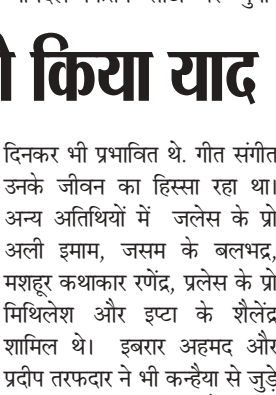 किया याद
दिनकर भी प्रभावित थे. गीत संगीत
उनके जीवन का हिस्सा रहा था।
अन्य अतिथियों में जलेस के प्रो
अली इमाम, जसम के बलभद्र,
मशहूर कथाकार रणेंद्र, प्रलेस के प्रो
मिथिलेश और इप्टा के शैलेंद्र
शामिल थे। इबरार अहमद और
प्रदीप तरफदार ने भी कन्हैया से जुड़े